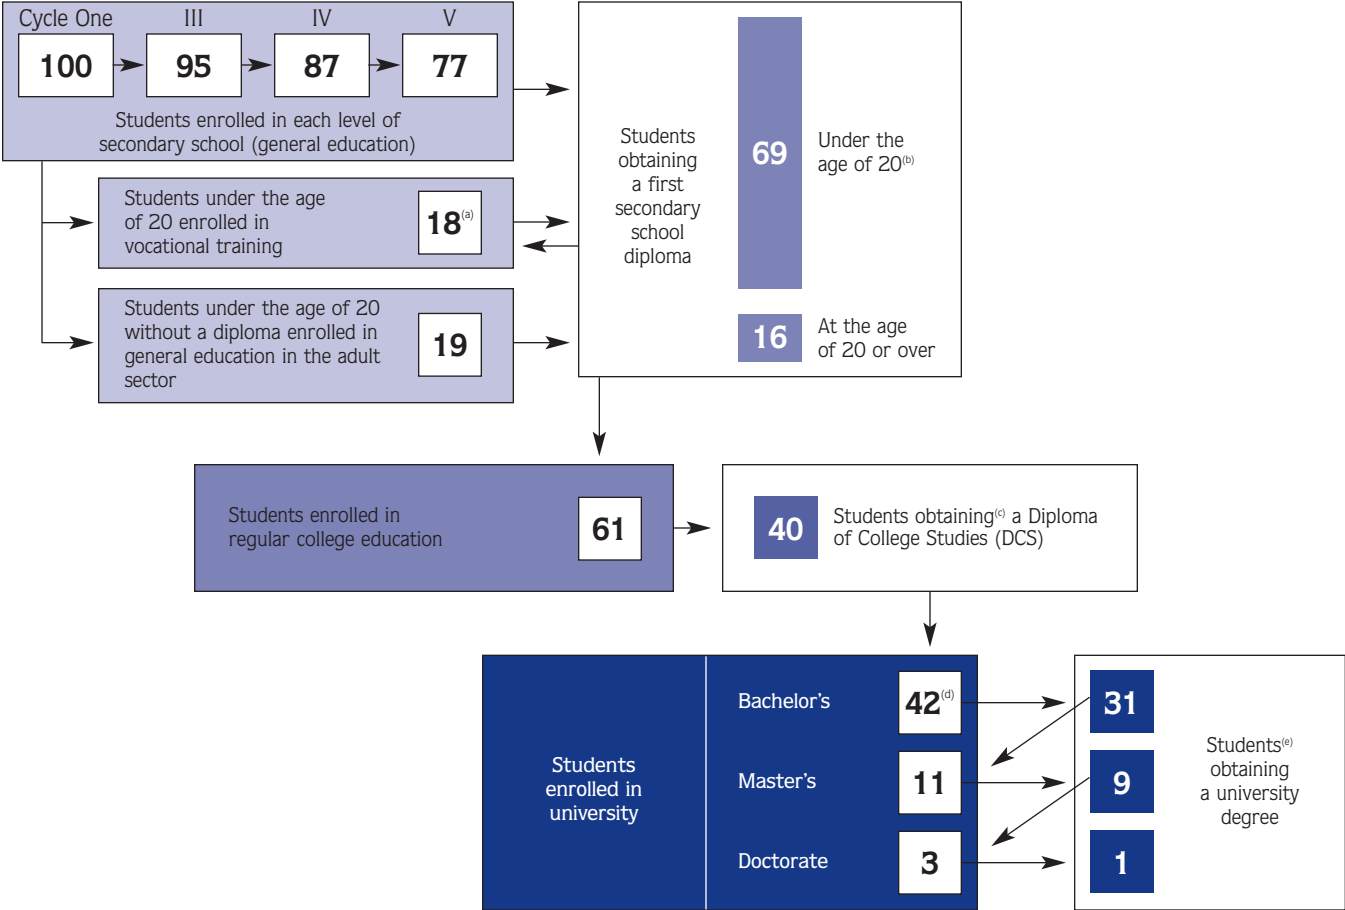 Cycle One III IV V
100 95 87 77
Students enrolled in each level of
secondary school (general education)
Students under the age
of 20 enrolled in
vocational training
18(a)
Students under the age of 20
without a diploma enrolled in
general education in the adult
sector
19
Students
obtaining
a first
secondary
school
diploma
69
Under the
age of 20(b)
16
At the age
of 20 or over
Students enrolled in
regular college education
61
40
Students obtaining(c) a Diploma
of College Studies (DCS)
Students
enrolled in
university
Bachelor's
42(d)
Master's
11
Doctorate
3
31
9
1
Students(e)
obtaining
a university
degree